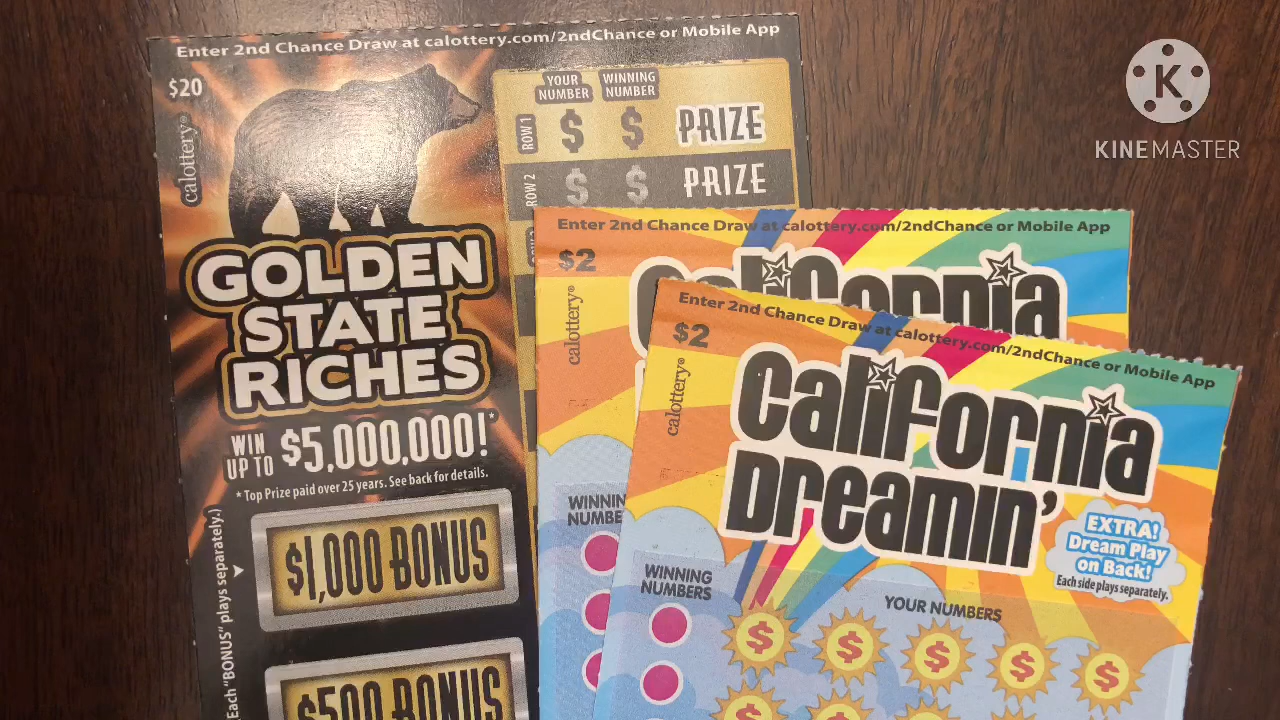 Enter 2nd Chance Draw at calottery.com/2ndChance or Mobile App
$20
calottery®
YOUR NUMBER
WINNING NUMBER
ROW 1
$ $ PRIZE
ROW 2
$ $ PRIZE
GOLDEN
STATE
RICHES
WIN UP TO $5,000,000!*
* Top Prize paid over 25 years. See back for details.
(Each "BONUS" plays separately.)
$1,000 BONUS
$500 BONUS
Enter 2nd Chance Draw at calottery.com/2ndChance or Mobile App
$2
calottery®
California
WINNIN
NUMBE
Enter 2nd Chance Draw at calottery.com/2ndChance or Mobile App
$2
calottery®
California
Dreamin'
EXTRA!
Dream Play
on Back!
Each side plays separately.
WINNING
NUMBERS
YOUR NUMBERS
$ $ $ $ $
K
KINEMASTER